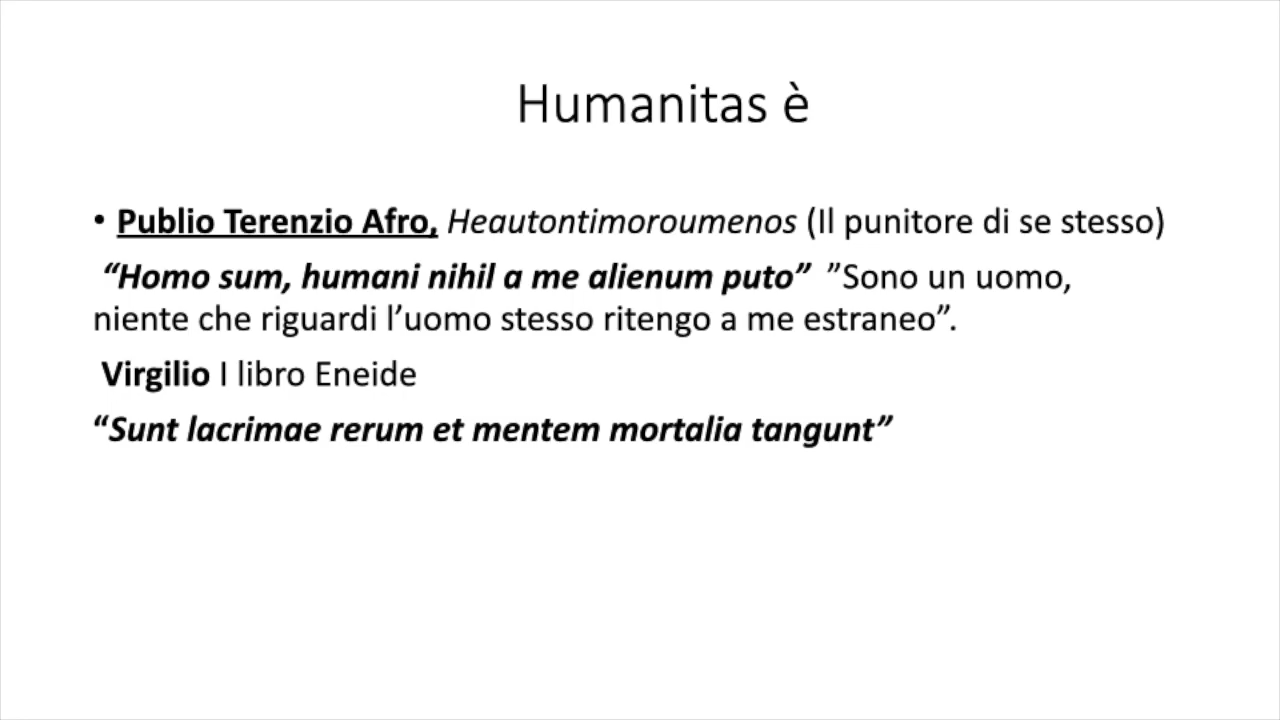 Humanitas è
• Publio Terenzio Afro, Heautontimoroumenos (Il punitore di se stesso)
“Homo sum, humani nihil a me alienum puto” ”Sono un uomo,
niente che riguardi l’uomo stesso ritengo a me estraneo”.
Virgilio I libro Eneide
“Sunt lacrimae rerum et mentem mortalia tangunt”